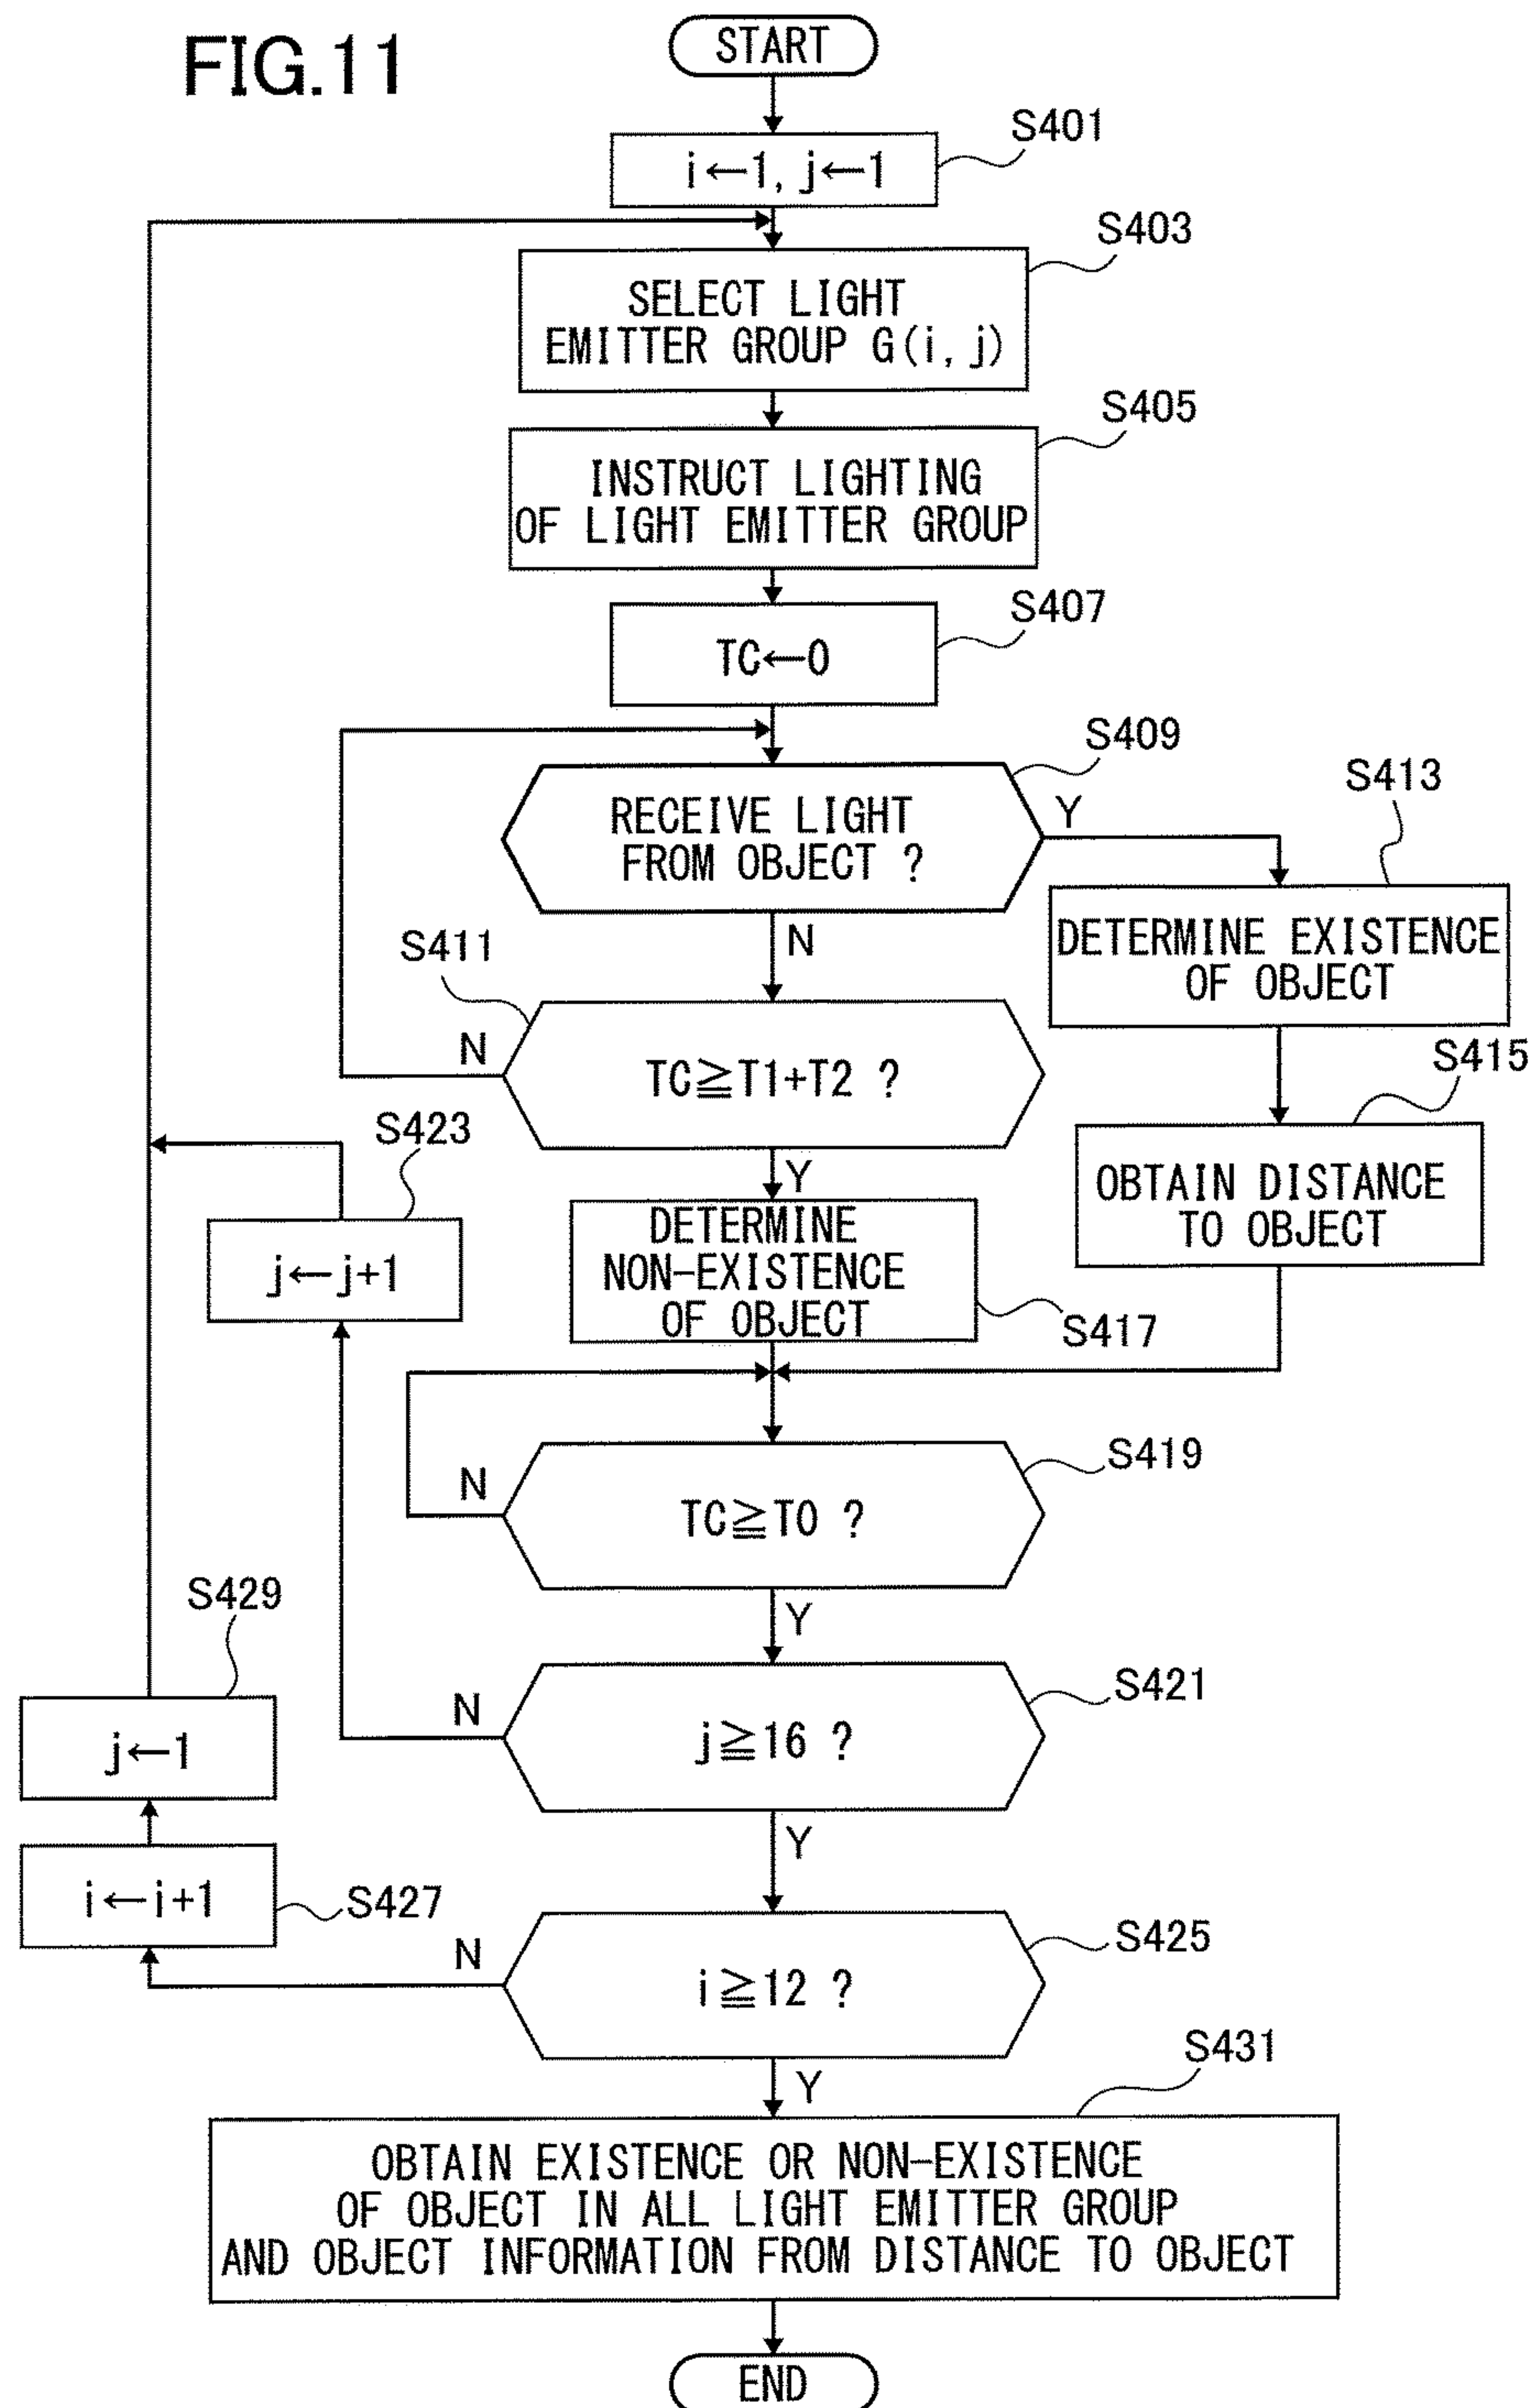 FIG.11
START
S401
i←1, j←1
S403
SELECT LIGHT
EMITTER GROUP G(i, j)
S405
INSTRUCT LIGHTING
OF LIGHT EMITTER GROUP
S407
TC←0
S409
RECEIVE LIGHT
FROM OBJECT ?
Y
N
S413
DETERMINE EXISTENCE
OF OBJECT
S411
N
TC≧T1+T2 ?
Y
S415
OBTAIN DISTANCE
TO OBJECT
S423
j←j+1
DETERMINE
NON-EXISTENCE
OF OBJECT
S417
S419
N
TC≧T0 ?
Y
S429
j←1
S421
N
j≧16 ?
Y
i←i+1
S427
S425
N
i≧12 ?
Y
S431
OBTAIN EXISTENCE OR NON-EXISTENCE
OF OBJECT IN ALL LIGHT EMITTER GROUP
AND OBJECT INFORMATION FROM DISTANCE TO OBJECT
END